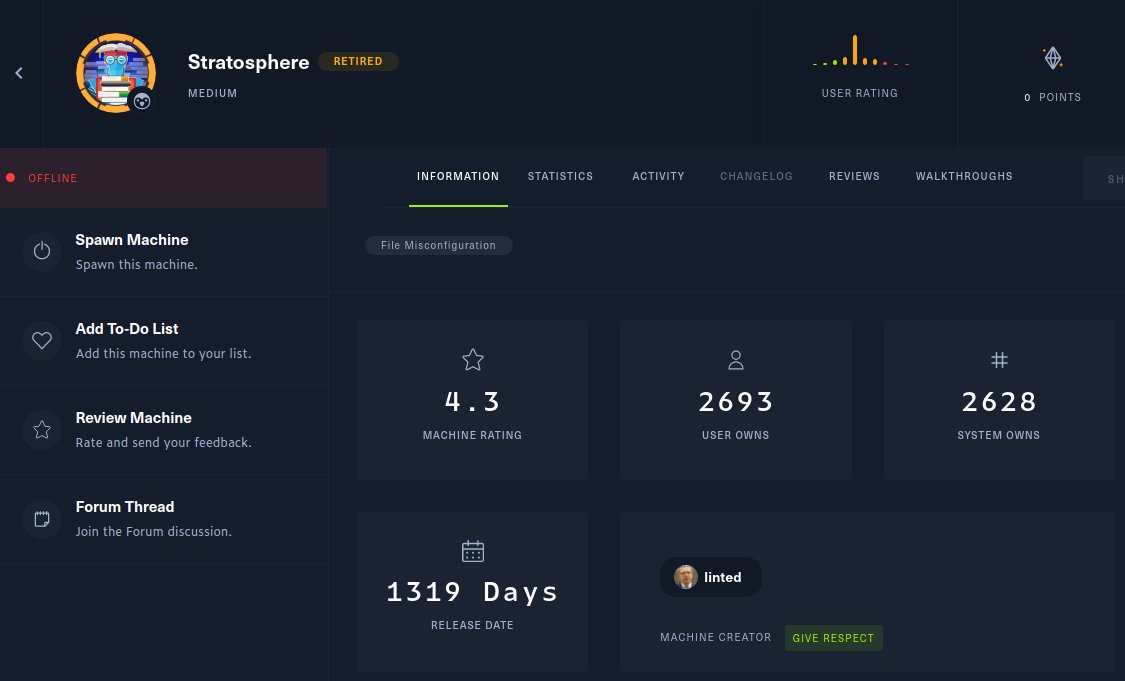 Stratosphere RETIRED
MEDIUM
USER RATING
0 POINTS
OFFLINE
INFORMATION STATISTICS ACTIVITY CHANGELOG REVIEWS WALKTHROUGHS SH
Spawn Machine
Spawn this machine.
Add To-Do List
Add this machine to your list.
Review Machine
Rate and send your feedback.
Forum Thread
Join the Forum discussion.
File Misconfiguration
4.3
MACHINE RATING
2693
USER OWNS
2628
SYSTEM OWNS
1319 Days
RELEASE DATE
linted
MACHINE CREATOR GIVE RESPECT